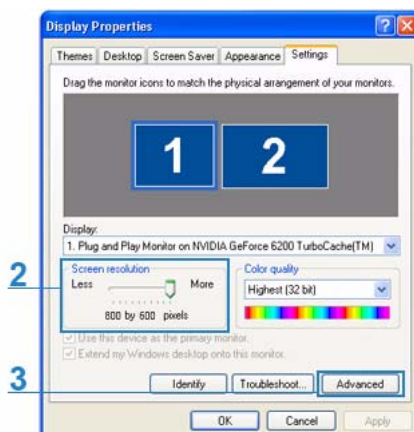 Display Properties
Themes Desktop Screen Saver Appearance Settings
Drag the monitor icons to match the physical arrangement of your monitors.
1 2
Display:
1. Plug and Play Monitor on NVIDIA GeForce 6200 TurboCache(TM)
2
Screen resolution
Less More
800 by 600 pixels
Color quality
Highest (32 bit)
Use this device as the primary monitor.
Extend my Windows desktop onto this monitor.
3
Identify Troubleshoot... Advanced
OK Cancel Apply